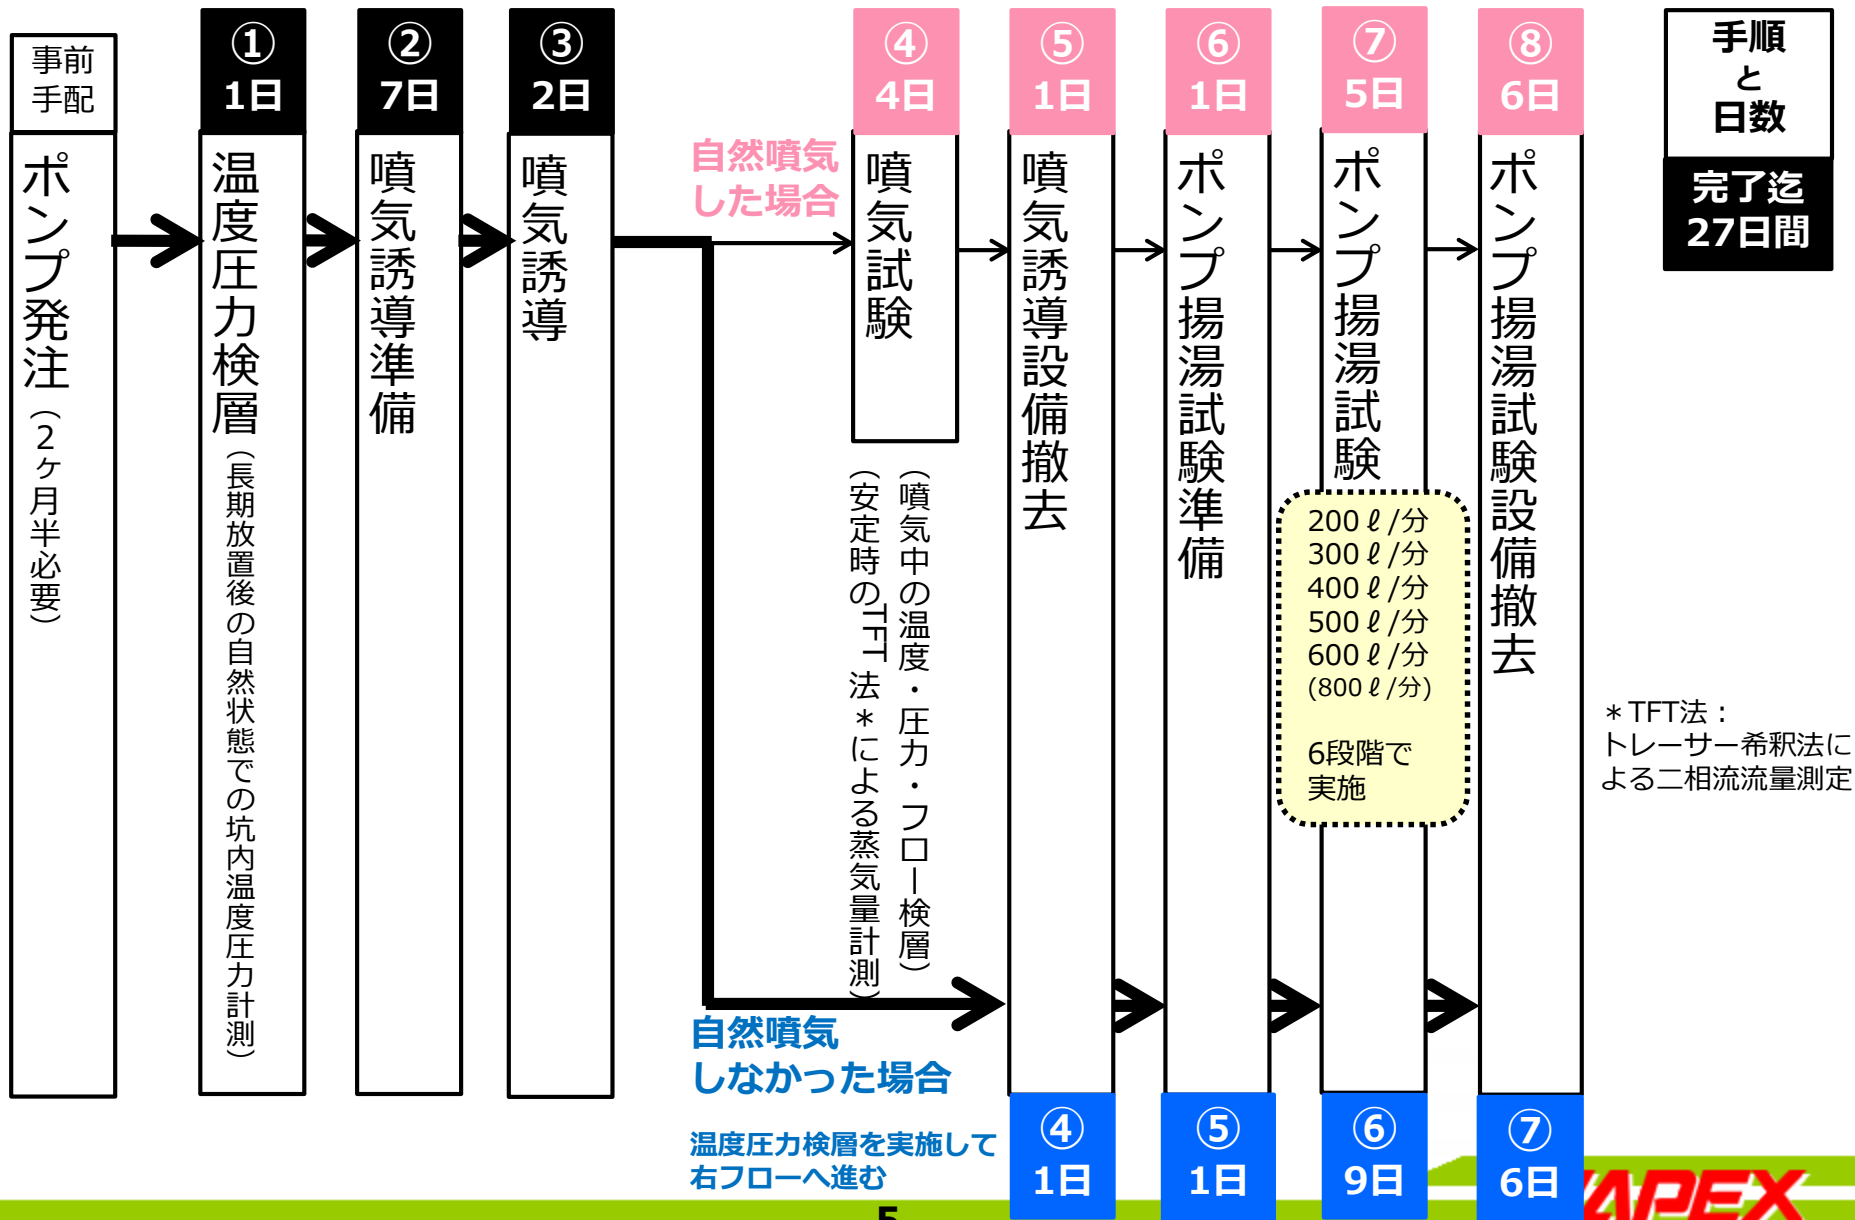 事前
手配
ポンプ発注（2ヶ月半必要）
①
1日
温度圧力検層（長期放置後の自然状態での坑内温度圧力計測）
②
7日
噴気誘導準備
③
2日
噴気誘導
自然噴気
した場合
④
4日
噴気試験
（噴気中の温度・圧力・フロー検層）
（安定時のTFT法＊による蒸気量計測）
⑤
1日
噴気誘導設備撤去
⑥
1日
ポンプ揚湯試験準備
⑦
5日
ポンプ揚湯試験
200ℓ/分
300ℓ/分
400ℓ/分
500ℓ/分
600ℓ/分
(800ℓ/分)
6段階で
実施
⑧
6日
ポンプ揚湯試験設備撤去
手順
と
日数
完了迄
27日間
＊TFT法：
トレーサー希釈法に
よる二相流流量測定
自然噴気
しなかった場合
温度圧力検層を実施して
右フローへ進む
④
1日
⑤
1日
⑥
9日
⑦
6日
5
APEX